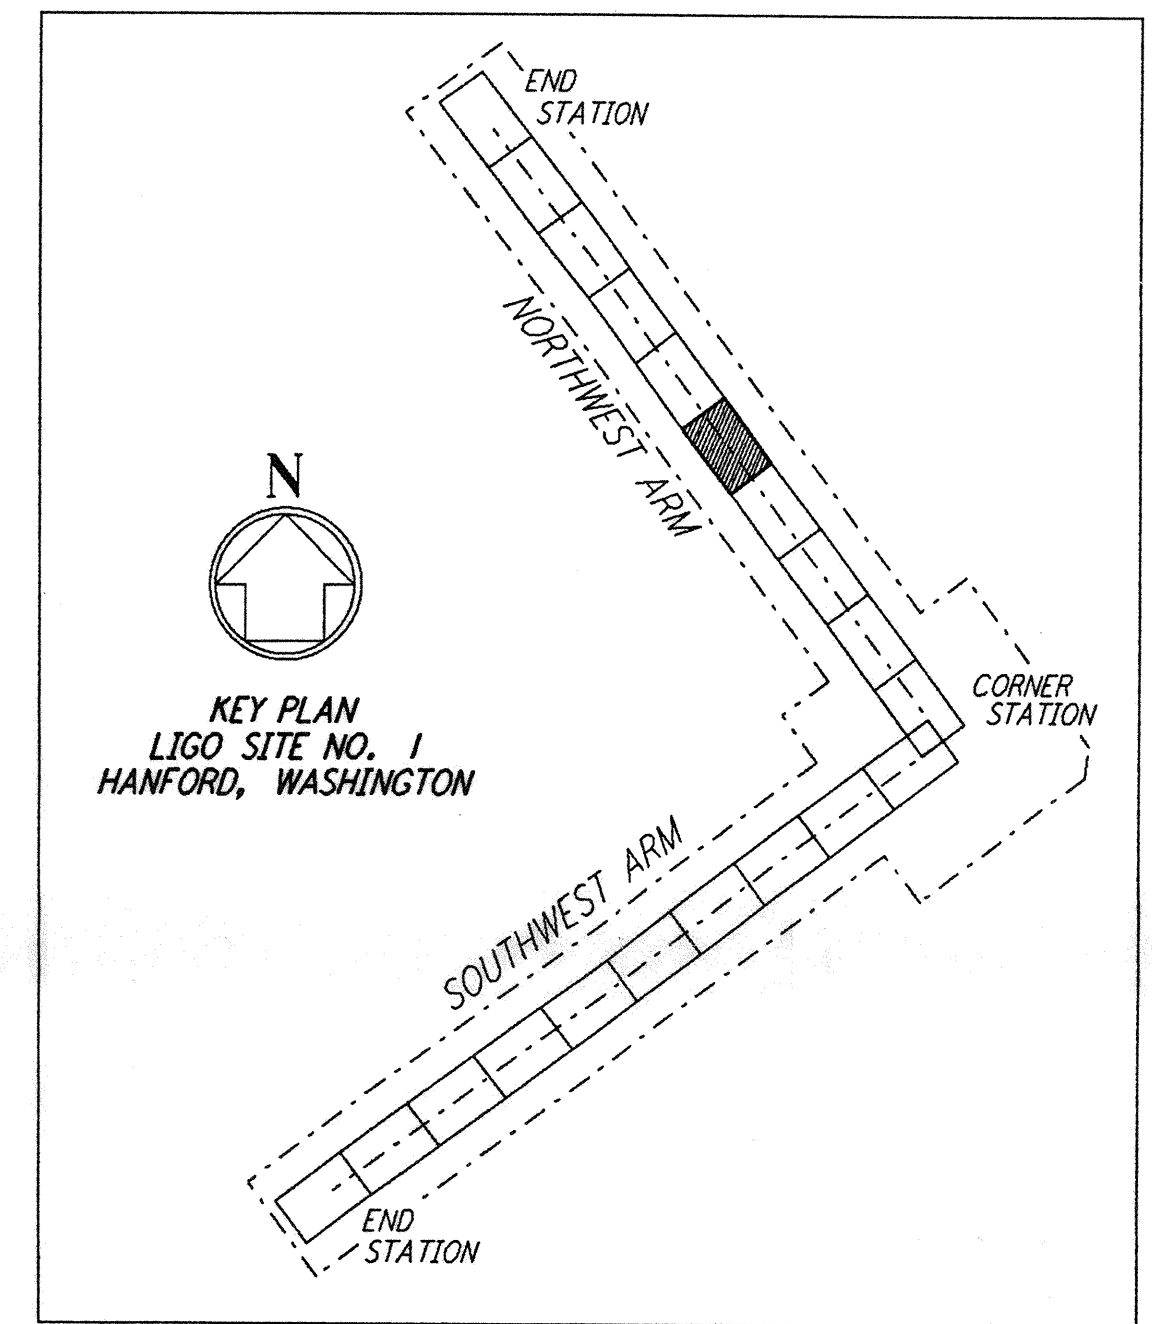 END
STATION
NORTHWEST ARM
N
KEY PLAN
LIGO SITE NO. 1
HANFORD, WASHINGTON
CORNER
STATION
SOUTHWEST ARM
END
STATION